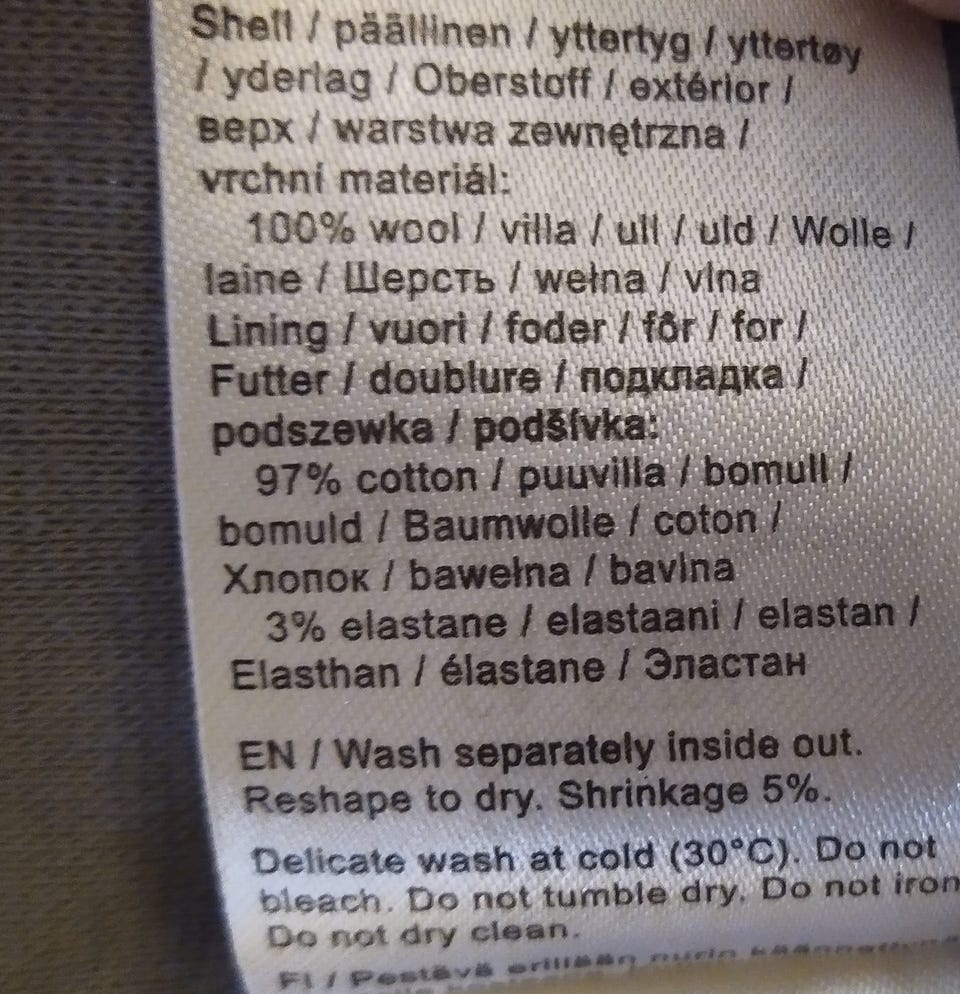 Shell / päällinen / yttertyg / yttertøy
/ yderlag / Oberstoff / extérior /
верх / warstwa zewnętrzna /
vrchní materiál:
100% wool / villa / ull / uld / Wolle /
laine / Шерсть / wełna / vlna
Lining / vuori / foder / fôr / for /
Futter / doublure / подкладка /
podszewka / podšívka:
97% cotton / puuvilla / bomull /
bomuld / Baumwolle / coton /
Хлопок / bawełna / bavlna
3% elastane / elastaani / elastan /
Elasthan / élastane / Эластан
EN / Wash separately inside out.
Reshape to dry. Shrinkage 5%.
Delicate wash at cold (30°C). Do not
bleach. Do not tumble dry. Do not iron
Do not dry clean.
FI / Pestävä erillään nurin